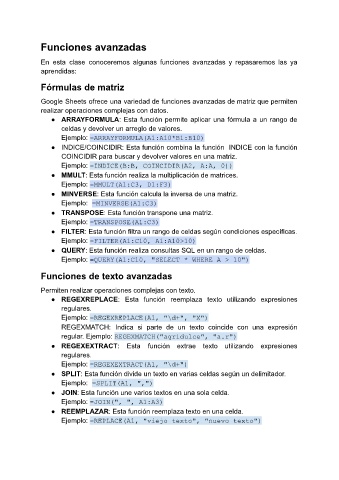 Funciones avanzadas
En esta clase conoceremos algunas funciones avanzadas y repasaremos las ya
aprendidas:
Fórmulas de matriz
Google Sheets ofrece una variedad de funciones avanzadas de matriz que permiten
realizar operaciones complejas con datos.
● ARRAYFORMULA: Esta función permite aplicar una fórmula a un rango de
celdas y devolver un arreglo de valores.
Ejemplo: =ARRAYFORMULA(A1:A10*B1:B10)
● INDICE/COINCIDIR: Esta función combina la función INDICE con la función
COINCIDIR para buscar y devolver valores en una matriz.
Ejemplo: =INDICE(B:B, COINCIDIR(A2, A:A, 0))
● MMULT: Esta función realiza la multiplicación de matrices.
Ejemplo: =MMULT(A1:C3, D1:F3)
● MINVERSE: Esta función calcula la inversa de una matriz.
Ejemplo: =MINVERSE(A1:C3)
● TRANSPOSE: Esta función transpone una matriz.
Ejemplo: =TRANSPOSE(A1:C3)
● FILTER: Esta función filtra un rango de celdas según condiciones específicas.
Ejemplo: =FILTER(A1:C10, A1:A10>10)
● QUERY: Esta función realiza consultas SQL en un rango de celdas.
Ejemplo: =QUERY(A1:C10, "SELECT * WHERE A > 10")
Funciones de texto avanzadas
Permiten realizar operaciones complejas con texto.
● REGEXREPLACE: Esta función reemplaza texto utilizando expresiones
regulares.
Ejemplo: =REGEXREPLACE(A1, "\d+", "X")
REGEXMATCH: Indica si parte de un texto coincide con una expresión
regular. Ejemplo: REGEXMATCH("agridulce", "a.r")
● REGEXEXTRACT: Esta función extrae texto utilizando expresiones
regulares.
Ejemplo: =REGEXEXTRACT(A1, "\d+")
● SPLIT: Esta función divide un texto en varias celdas según un delimitador.
Ejemplo: =SPLIT(A1, ",")
● JOIN: Esta función une varios textos en una sola celda.
Ejemplo: =JOIN(", ", A1:A3)
● REEMPLAZAR: Esta función reemplaza texto en una celda.
Ejemplo: =REPLACE(A1, "viejo texto", "nuevo texto")